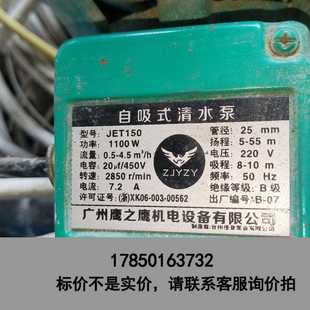 自吸式清水泵
型号: JET150
管径: 25 mm
功率: 1100 W
扬程: 5-55 m
流量: 0.5-4.5 m³/h
电压: 220 V
电容: 20μf/450V
吸程: 8-10 m
转速: 2850 r/min
频率: 50 Hz
电流: 7.2 A
绝缘等级: B 级
ZJYZY
许可证号: (浙)XK06-003-00562
出厂编号: B-07
广州鹰之鹰机电设备有限公司
17850163732
标价不是实价，请联系客服询价拍